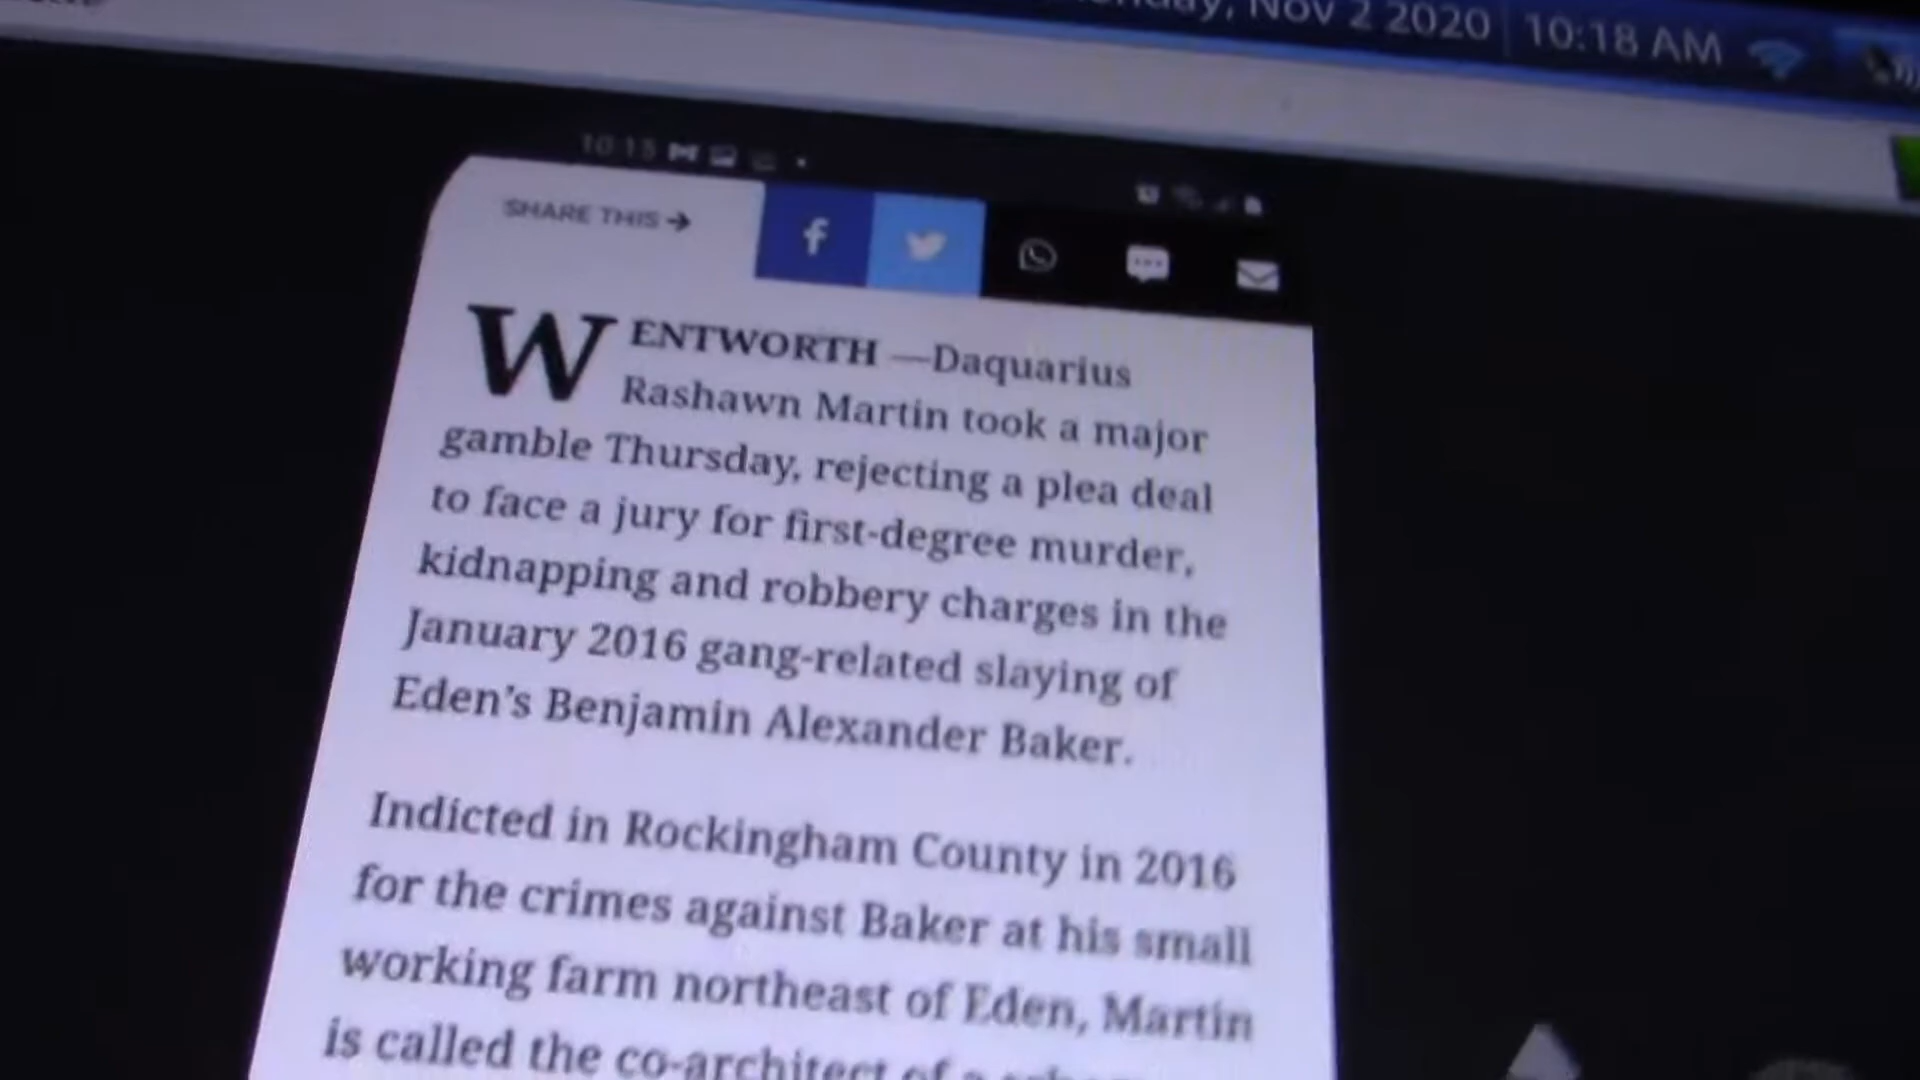 Nov 2 2020 10:18 AM
10:15
SHARE THIS →
WENTWORTH —Daquarius
Rashawn Martin took a major
gamble Thursday, rejecting a plea deal
to face a jury for first-degree murder,
kidnapping and robbery charges in the
January 2016 gang-related slaying of
Eden's Benjamin Alexander Baker.
Indicted in Rockingham County in 2016
for the crimes against Baker at his small
working farm northeast of Eden, Martin
is called the co-architect of a